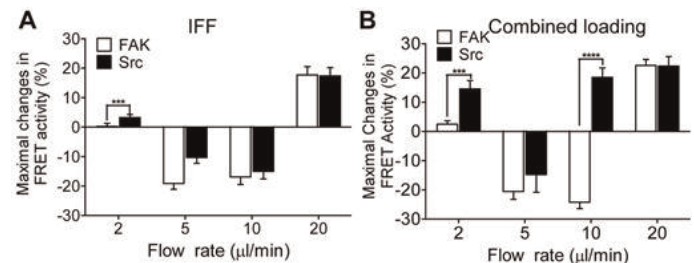 A
IFF
FAK
Src
Maximal Changes in
FRET activity (%)
30
20
10
0
-10
-20
-30
***
2
5
10
20
Flow rate (μl/min)
B
Combined loading
FAK
Src
Maximal Changes in
FRET Activity (%)
30
20
10
0
-10
-20
-30
***
****
2
5
10
20
Flow rate (μl/min)